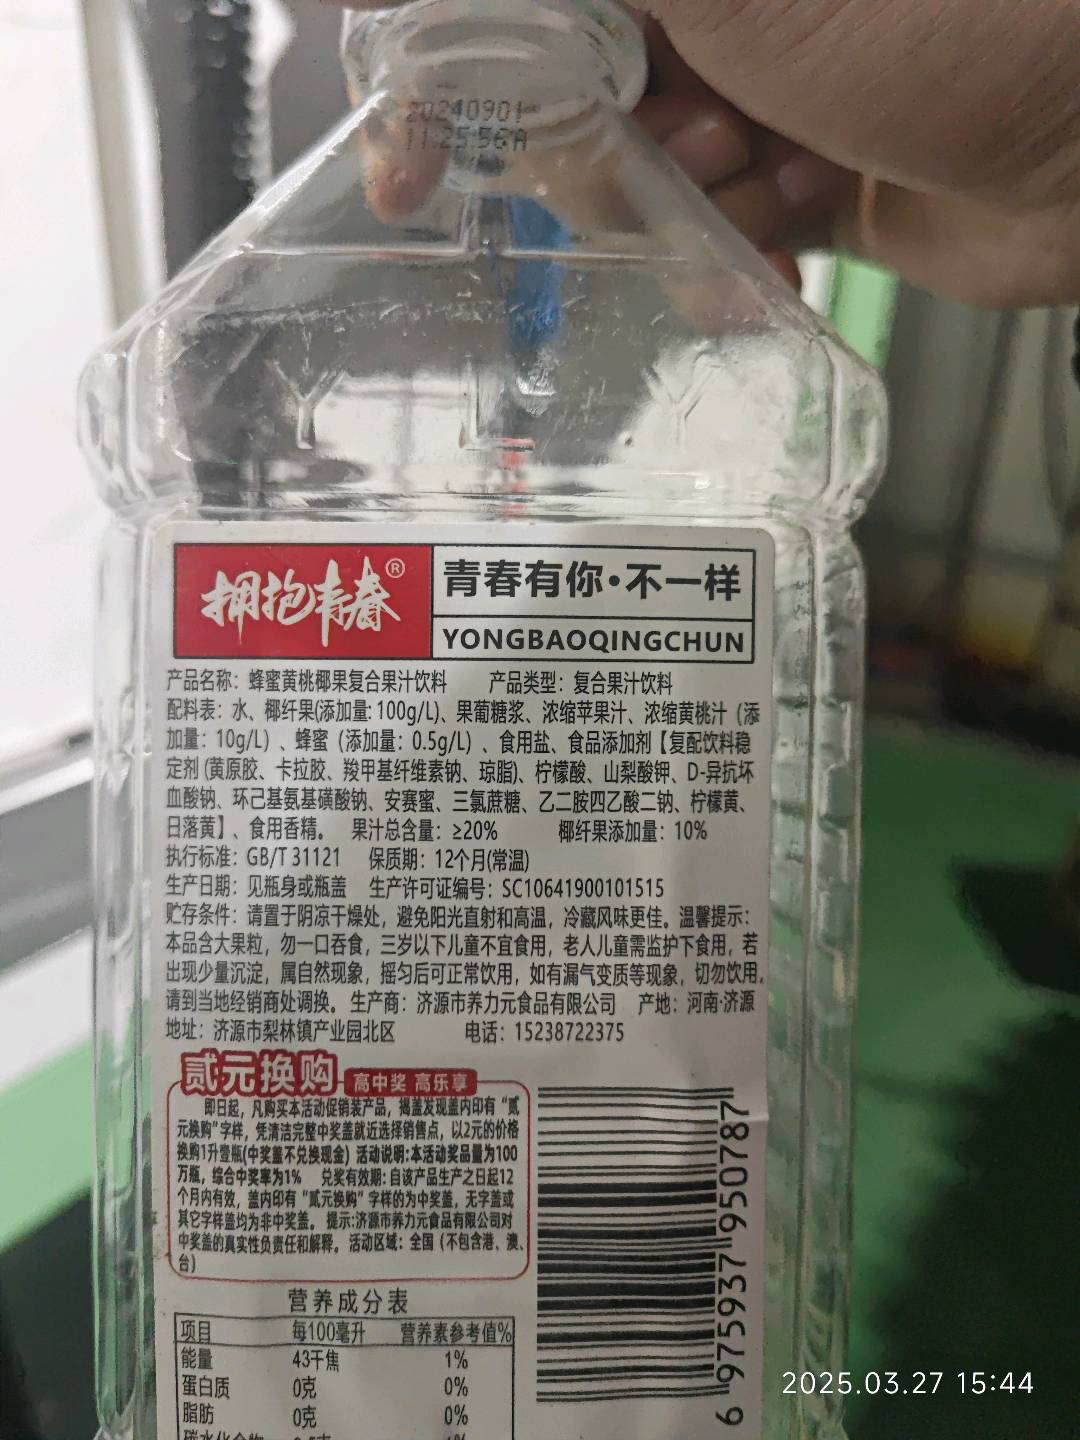 20240901
11:25:56A
拥抱青春®
青春有你·不一样
YONGBAOQINGCHUN
产品名称：蜂蜜黄桃椰果复合果汁饮料 产品类型：复合果汁饮料
配料表：水、椰纤果(添加量: 100g/L)、果葡糖浆、浓缩苹果汁、浓缩黄桃汁（添
加量：10g/L）、蜂蜜（添加量：0.5g/L）、食用盐、食品添加剂【复配饮料稳
定剂 (黄原胶、卡拉胶、羧甲基纤维素钠、琼脂)、柠檬酸、山梨酸钾、D-异抗坏
血酸钠、环己基氨基磺酸钠、安赛蜜、三氯蔗糖、乙二胺四乙酸二钠、柠檬黄、
日落黄】、食用香精。 果汁总含量：≥20% 椰纤果添加量：10%
执行标准：GB/T 31121 保质期：12个月(常温)
生产日期：见瓶身或瓶盖 生产许可证编号：SC10641900101515
贮存条件：请置于阴凉干燥处，避免阳光直射和高温，冷藏风味更佳。温馨提示：
本品含大果粒，勿一口吞食，三岁以下儿童不宜食用，老人儿童需监护下食用，若
出现少量沉淀，属自然现象，摇匀后可正常饮用，如有漏气变质等现象，切勿饮用，
请到当地经销商处调换。 生产商：济源市养力元食品有限公司 产地：河南·济源
地址：济源市梨林镇产业园北区 电话：15238722375
贰元换购 高中奖 高乐享
即日起，凡购买本活动促销装产品，揭盖发现盖内印有“贰
元换购”字样，凭清洁完整中奖盖就近选择销售点，以2元的价格
换购1升壹瓶(中奖盖不兑换现金) 活动说明:本活动奖品量为100
万瓶，综合中奖率为1% 兑奖有效期：自该产品生产之日起12
个月内有效，盖内印有“贰元换购”字样的为中奖盖，无字盖或
其它字样盖均为非中奖盖。 提示:济源市养力元食品有限公司对
中奖盖的真实性负责任和解释。 活动区域：全国（不包含港、澳、
台）
6 975937 950787
营养成分表
项目 每100毫升 营养素参考值%
能量 43千焦 1%
蛋白质 0克 0%
脂肪 0克 0%
2025.03.27 15:44